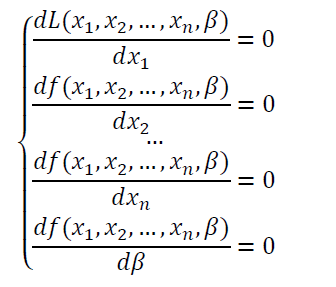 dL(x₁, x₂, …, xₙ, β)/dx₁ = 0
df(x₁, x₂, …, xₙ, β)/dx₂ = 0
…
df(x₁, x₂, …, xₙ, β)/dxₙ = 0
df(x₁, x₂, …, xₙ, β)/dβ = 0